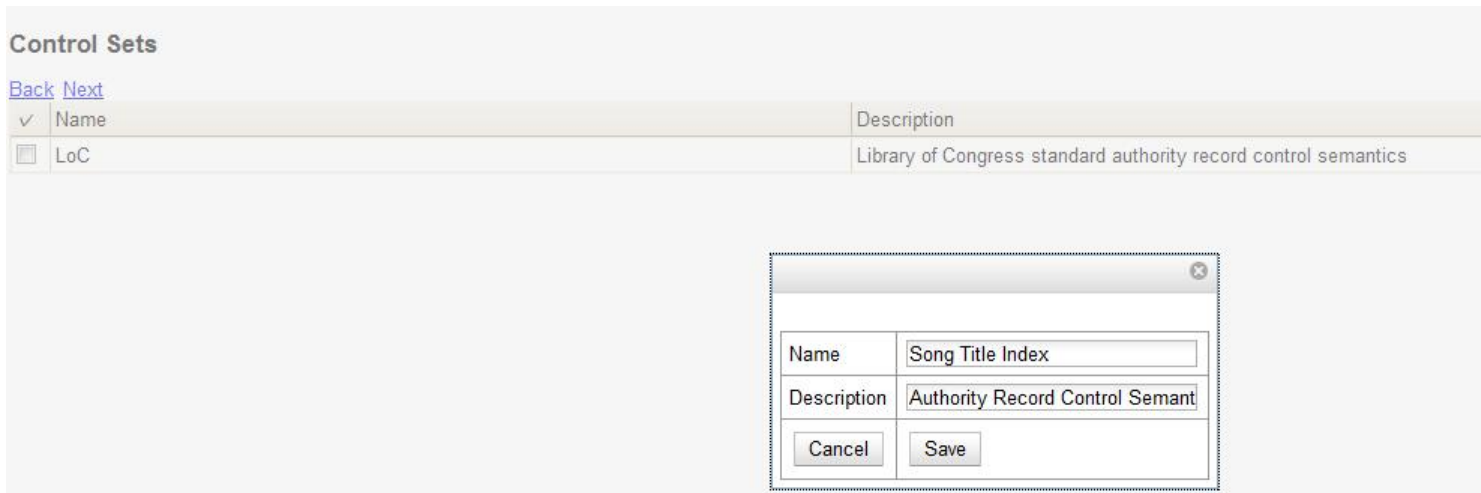 Control Sets
Back Next
✓ Name Description
LoC Library of Congress standard authority record control semantics
Name Song Title Index
Description Authority Record Control Semant
Cancel Save